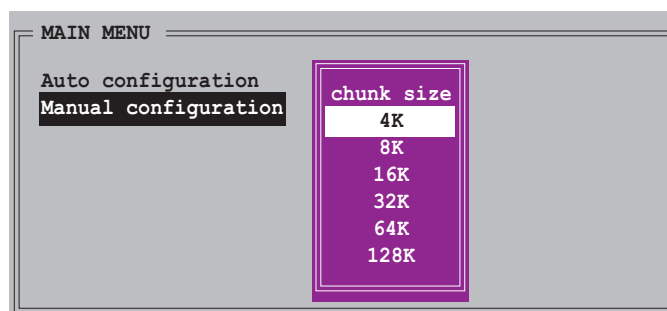 MAIN MENU
Auto configuration
Manual configuration
chunk size
4K
8K
16K
32K
64K
128K